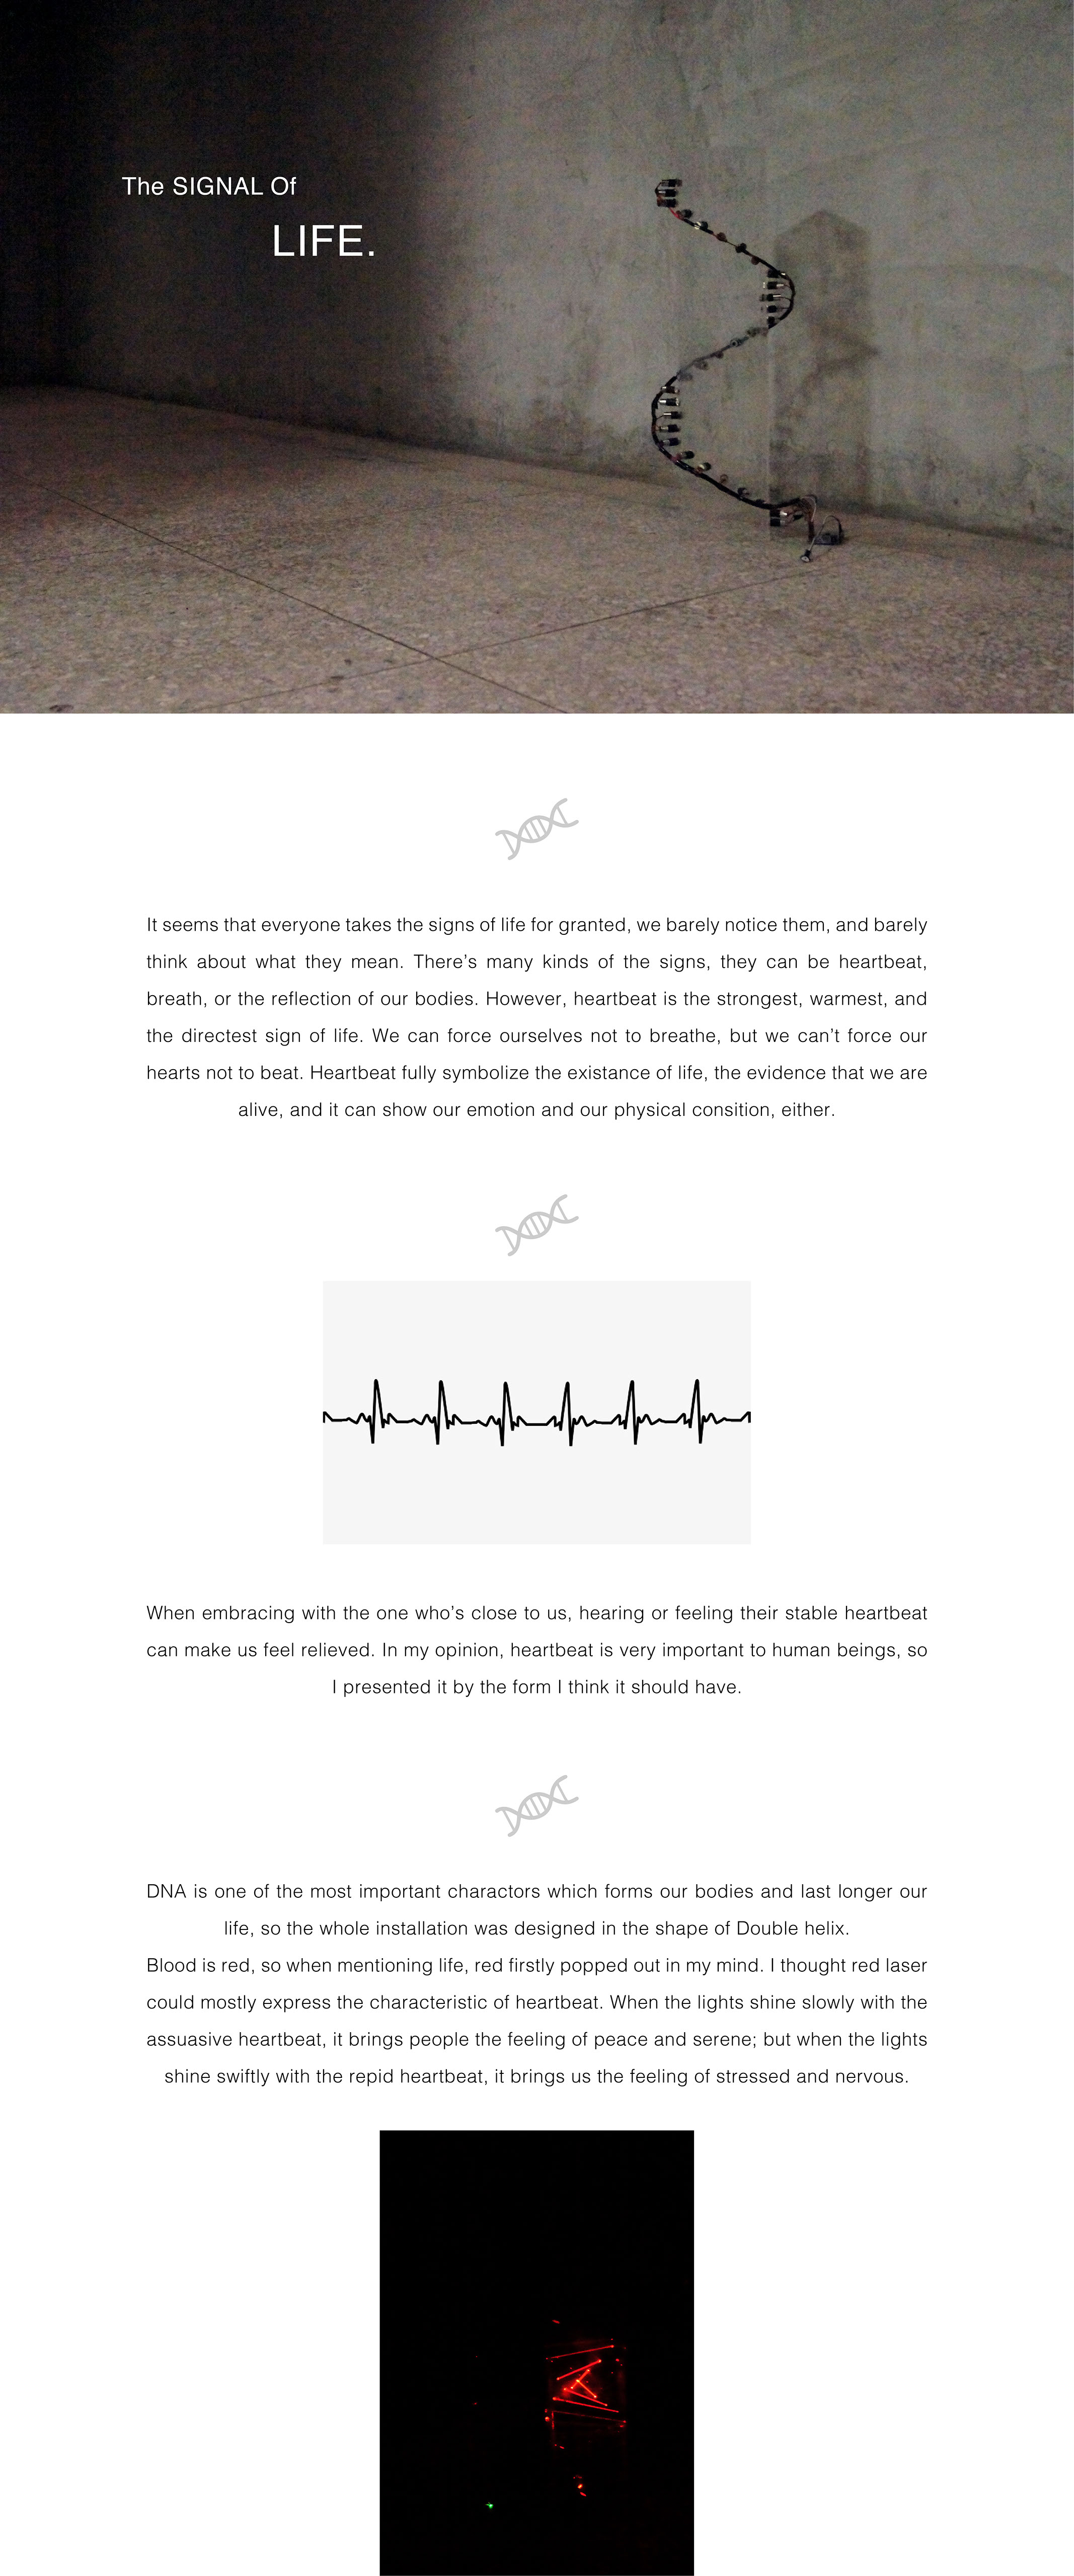 The SIGNAL Of
LIFE.
It seems that everyone takes the signs of life for granted, we barely notice them, and barely
think about what they mean. There’s many kinds of the signs, they can be heartbeat,
breath, or the reflection of our bodies. However, heartbeat is the strongest, warmest, and
the directest sign of life. We can force ourselves not to breathe, but we can’t force our
hearts not to beat. Heartbeat fully symbolize the existance of life, the evidence that we are
alive, and it can show our emotion and our physical consition, either.
When embracing with the one who’s close to us, hearing or feeling their stable heartbeat
can make us feel relieved. In my opinion, heartbeat is very important to human beings, so
I presented it by the form I think it should have.
DNA is one of the most important charactors which forms our bodies and last longer our
life, so the whole installation was designed in the shape of Double helix.
Blood is red, so when mentioning life, red firstly popped out in my mind. I thought red laser
could mostly express the characteristic of heartbeat. When the lights shine slowly with the
assuasive heartbeat, it brings people the feeling of peace and serene; but when the lights
shine swiftly with the repid heartbeat, it brings us the feeling of stressed and nervous.